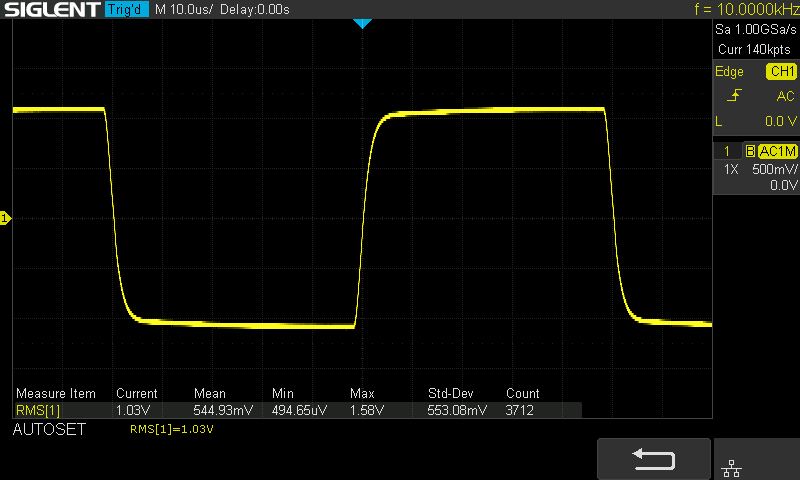 SIGLENT Trig'd M 10.0us/ Delay:0.00s f = 10.0000kHz
Sa 1.00GSa/s
Curr 140kpts
Edge CH1
AC
L 0.0 V
1 B AC1M
1X 500mV/
0.0V
1
Measure Item Current Mean Min Max Std-Dev Count
RMS[1] 1.03V 544.93mV 494.65uV 1.58V 553.08mV 3712
AUTOSET RMS[1]=1.03V